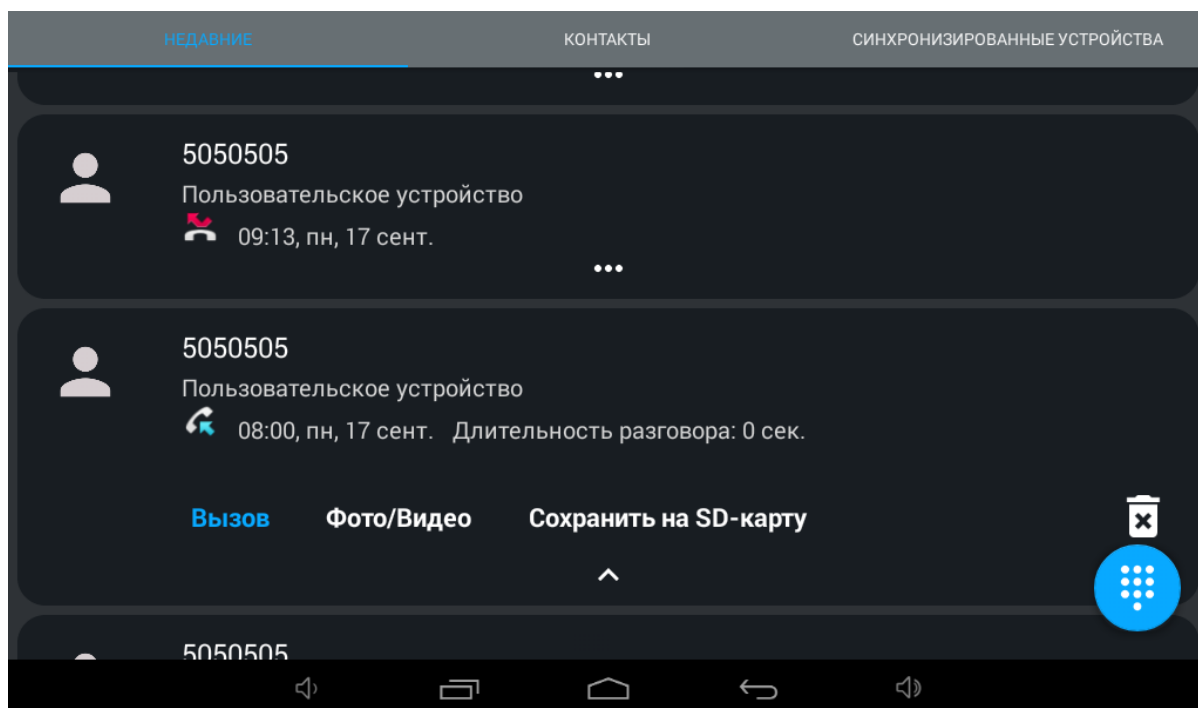 НЕДАВНИЕ КОНТАКТЫ СИНХРОНИЗИРОВАННЫЕ УСТРОЙСТВА
5050505
Пользовательское устройство
09:13, пн, 17 сент.
5050505
Пользовательское устройство
08:00, пн, 17 сент. Длительность разговора: 0 сек.
Вызов Фото/Видео Сохранить на SD-карту
5050505